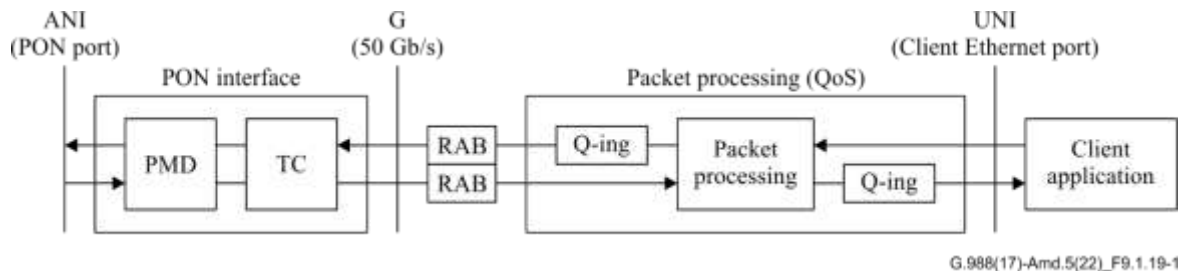 ANI
(PON port)
G
(50 Gb/s)
UNI
(Client Ethernet port)
PON interface
Packet processing (QoS)
PMD
TC
RAB
RAB
Q-ing
Packet
processing
Q-ing
Client
application
G.988(17)-Amd.5(22)_F9.1.19-1